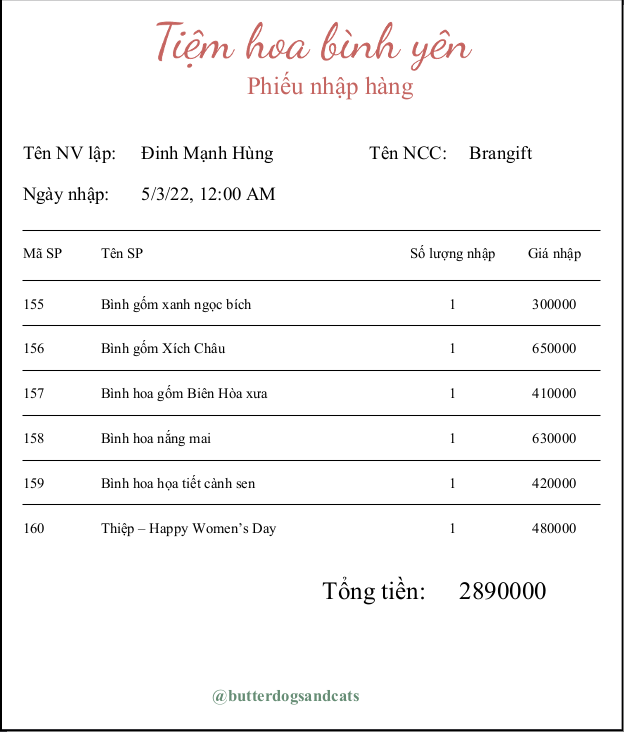 Tiệm hoa bình yên
Phiếu nhập hàng
Tên NV lập: Đinh Mạnh Hùng Tên NCC: Brangift
Ngày nhập: 5/3/22, 12:00 AM
Mã SP Tên SP Số lượng nhập Giá nhập
155 Bình gốm xanh ngọc bích 1 300000
156 Bình gốm Xích Châu 1 650000
157 Bình hoa gốm Biên Hòa xưa 1 410000
158 Bình hoa nắng mai 1 630000
159 Bình hoa họa tiết cành sen 1 420000
160 Thiệp – Happy Women’s Day 1 480000
Tổng tiền: 2890000
@butterdogsandcats